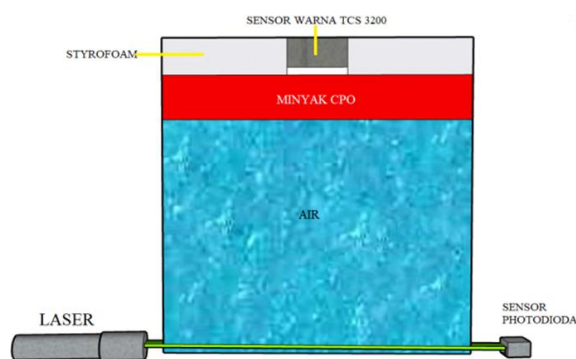 SENSOR WARNA TCS 3200
STYROFOAM
MINYAK CPO
AIR
LASER
SENSOR
PHOTODIODA